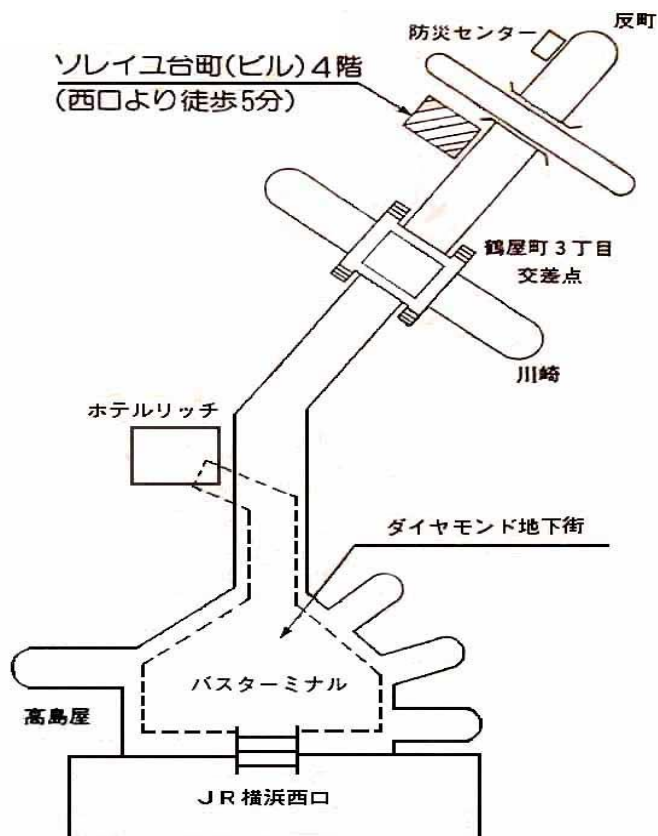 反町
防災センター
ソレイユ台町(ビル)4階
(西口より徒歩5分)
鶴屋町3丁目
交差点
川崎
ホテルリッチ
ダイヤモンド地下街
バスターミナル
高島屋
JR横浜西口